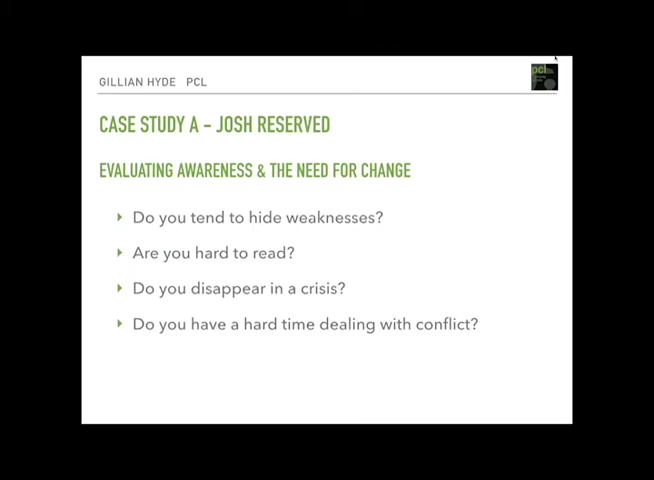 GILLIAN HYDE PCL
pcl
CASE STUDY A – JOSH RESERVED
EVALUATING AWARENESS & THE NEED FOR CHANGE
Do you tend to hide weaknesses?
Are you hard to read?
Do you disappear in a crisis?
Do you have a hard time dealing with conflict?